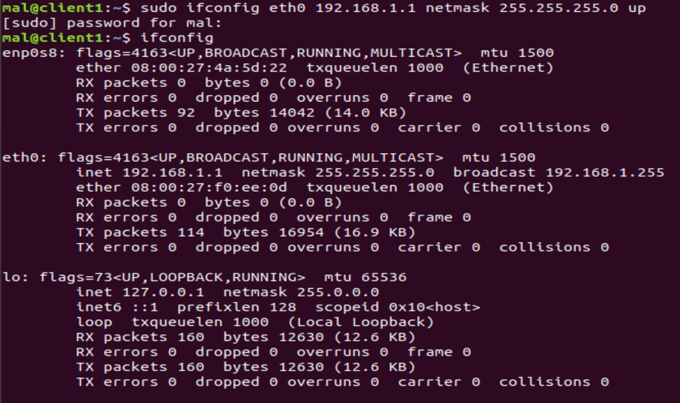 mal@client1:~$ sudo ifconfig eth0 192.168.1.1 netmask 255.255.255.0 up
[sudo] password for mal:
mal@client1:~$ ifconfig
enp0s8: flags=4163<UP,BROADCAST,RUNNING,MULTICAST>  mtu 1500
        ether 08:00:27:4a:5d:22  txqueuelen 1000  (Ethernet)
        RX packets 0  bytes 0 (0.0 B)
        RX errors 0  dropped 0  overruns 0  frame 0
        TX packets 92  bytes 14042 (14.0 KB)
        TX errors 0  dropped 0 overruns 0  carrier 0  collisions 0

eth0: flags=4163<UP,BROADCAST,RUNNING,MULTICAST>  mtu 1500
        inet 192.168.1.1  netmask 255.255.255.0  broadcast 192.168.1.255
        ether 08:00:27:f0:ee:0d  txqueuelen 1000  (Ethernet)
        RX packets 0  bytes 0 (0.0 B)
        RX errors 0  dropped 0  overruns 0  frame 0
        TX packets 114  bytes 16954 (16.9 KB)
        TX errors 0  dropped 0 overruns 0  carrier 0  collisions 0

lo: flags=73<UP,LOOPBACK,RUNNING>  mtu 65536
        inet 127.0.0.1  netmask 255.0.0.0
        inet6 ::1  prefixlen 128  scopeid 0x10<host>
        loop  txqueuelen 1000  (Local Loopback)
        RX packets 160  bytes 12630 (12.6 KB)
        RX errors 0  dropped 0  overruns 0  frame 0
        TX packets 160  bytes 12630 (12.6 KB)
        TX errors 0  dropped 0 overruns 0  carrier 0  collisions 0